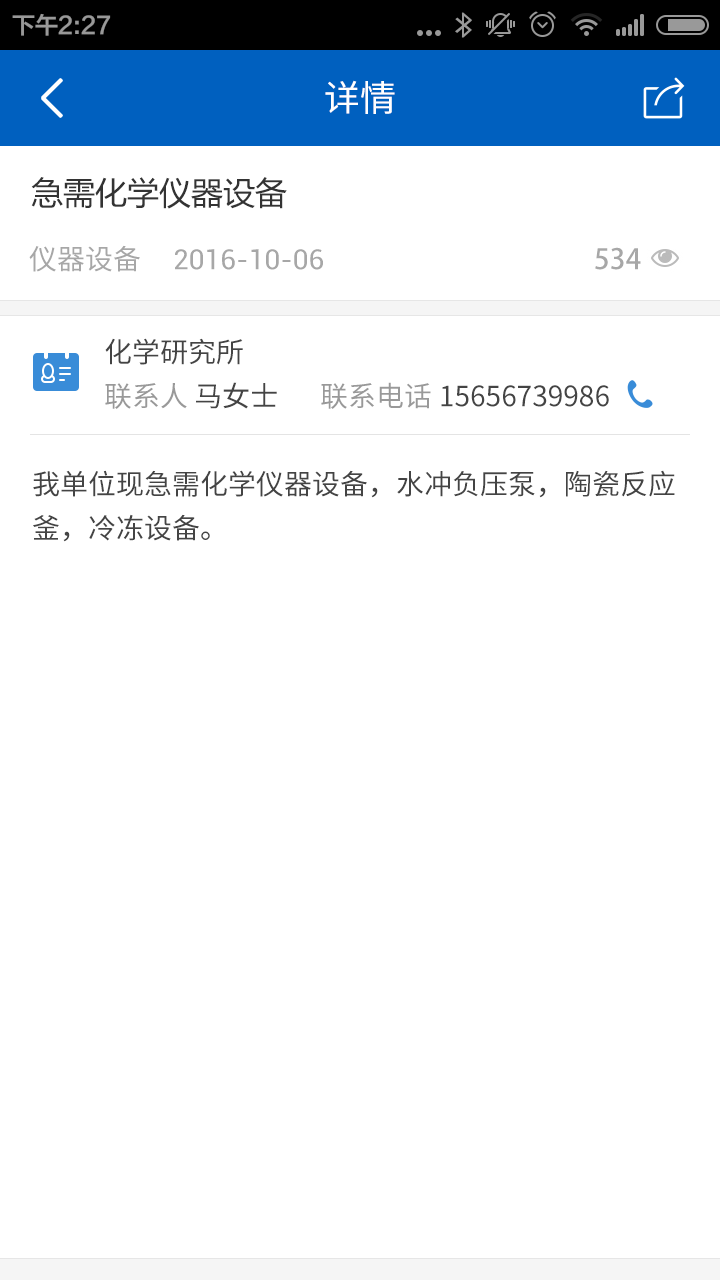 下午2:27
详情
急需化学仪器设备
仪器设备 2016-10-06 534
化学研究所
联系人 马女士 联系电话 15656739986
我单位现急需化学仪器设备，水冲负压泵，陶瓷反应
釜，冷冻设备。